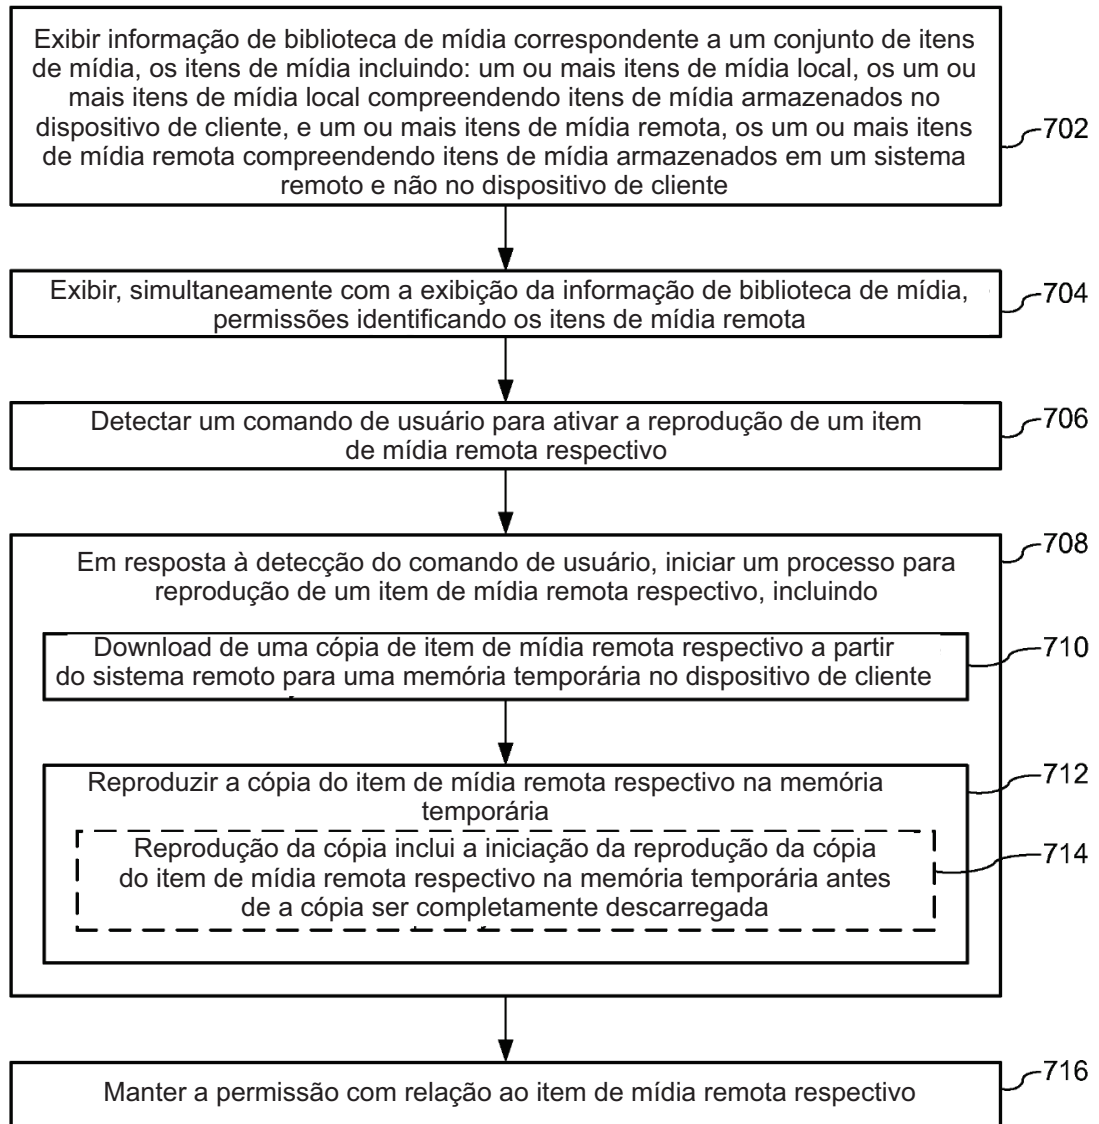 Exibir informação de biblioteca de mídia correspondente a um conjunto de itens
de mídia, os itens de mídia incluindo: um ou mais itens de mídia local, os um ou
mais itens de mídia local compreendendo itens de mídia armazenados no
dispositivo de cliente, e um ou mais itens de mídia remota, os um ou mais itens
de mídia remota compreendendo itens de mídia armazenados em um sistema
remoto e não no dispositivo de cliente
702
Exibir, simultaneamente com a exibição da informação de biblioteca de mídia,
permissões identificando os itens de mídia remota
704
Detectar um comando de usuário para ativar a reprodução de um item
de mídia remota respectivo
706
Em resposta à detecção do comando de usuário, iniciar um processo para
reprodução de um item de mídia remota respectivo, incluindo
708
Download de uma cópia de item de mídia remota respectivo a partir
do sistema remoto para uma memória temporária no dispositivo de cliente
710
Reproduzir a cópia do item de mídia remota respectivo na memória
temporária
712
Reprodução da cópia inclui a iniciação da reprodução da cópia
do item de mídia remota respectivo na memória temporária antes
de a cópia ser completamente descarregada
714
Manter a permissão com relação ao item de mídia remota respectivo
716